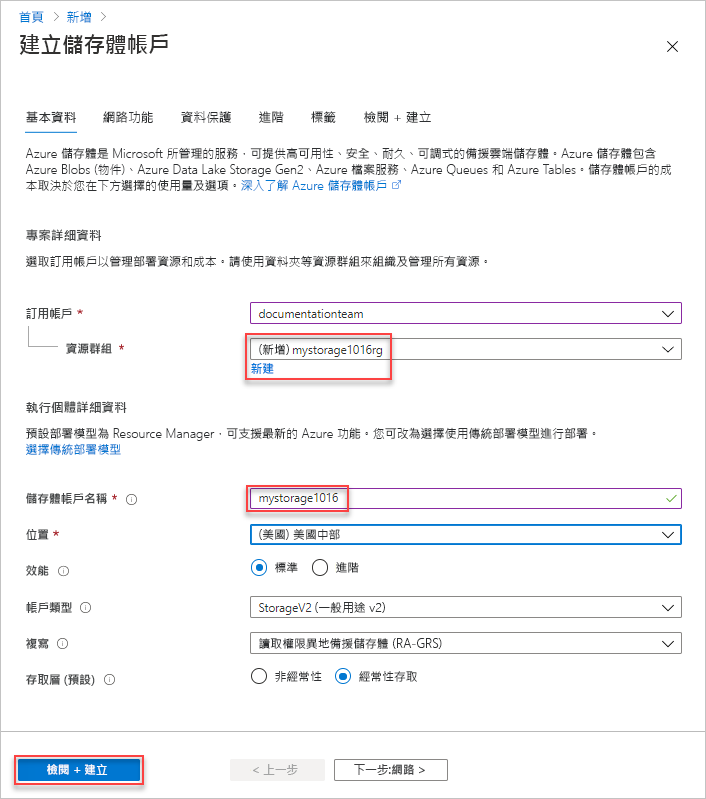 首頁 > 新增 >
建立儲存體帳戶
基本資料 網路功能 資料保護 進階 標籤 檢閱 + 建立
Azure 儲存體是 Microsoft 所管理的服務，可提供高可用性、安全、耐久、可調式的備援雲端儲存體。Azure 儲存體包含
Azure Blobs (物件)、Azure Data Lake Storage Gen2、Azure 檔案服務、Azure Queues 和 Azure Tables。儲存體帳戶的成
本取決於您在下方選擇的使用量及選項。深入了解 Azure 儲存體帳戶
專案詳細資料
選取訂用帳戶以管理部署資源和成本。請使用資料夾等資源群組來組織及管理所有資源。
訂用帳戶 * documentationteam
資源群組 * (新增) mystorage1016rg
新建
執行個體詳細資料
預設部署模型為 Resource Manager，可支援最新的 Azure 功能。您可改為選擇使用傳統部署模型進行部署。
選擇傳統部署模型
儲存體帳戶名稱 * mystorage1016
位置 * (美國) 美國中部
效能 標準 進階
帳戶類型 StorageV2 (一般用途 v2)
複寫 讀取權限異地備援儲存體 (RA-GRS)
存取層 (預設) 非經常性 經常性存取
檢閱 + 建立 < 上一步 下一步:網路 >